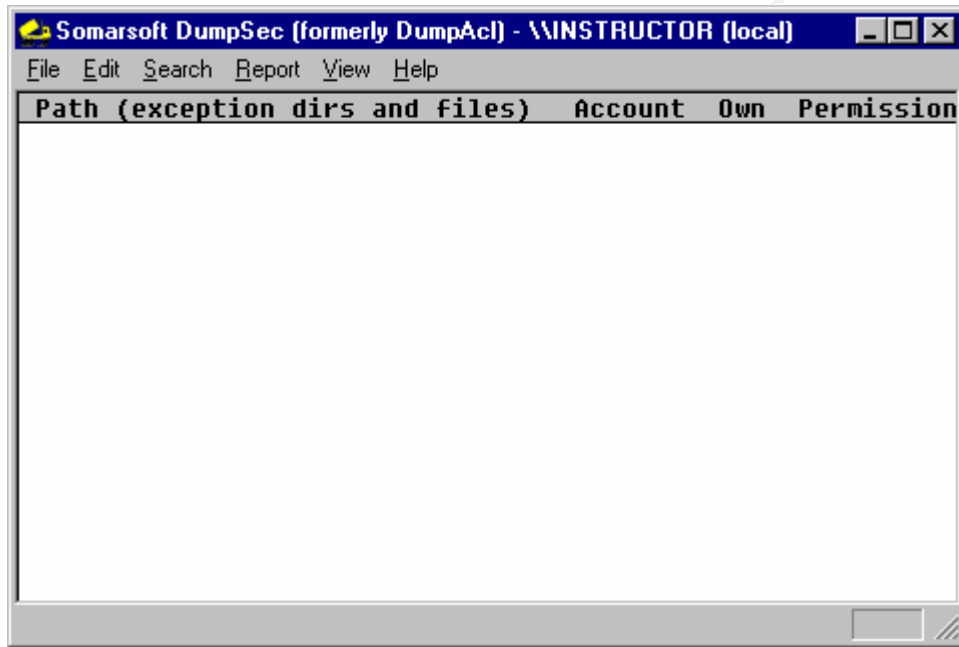 Somarsoft DumpSec (formerly DumpAcl) - \\INSTRUCTOR (local)
File Edit Search Report View Help
Path (exception dirs and files) Account Own Permission